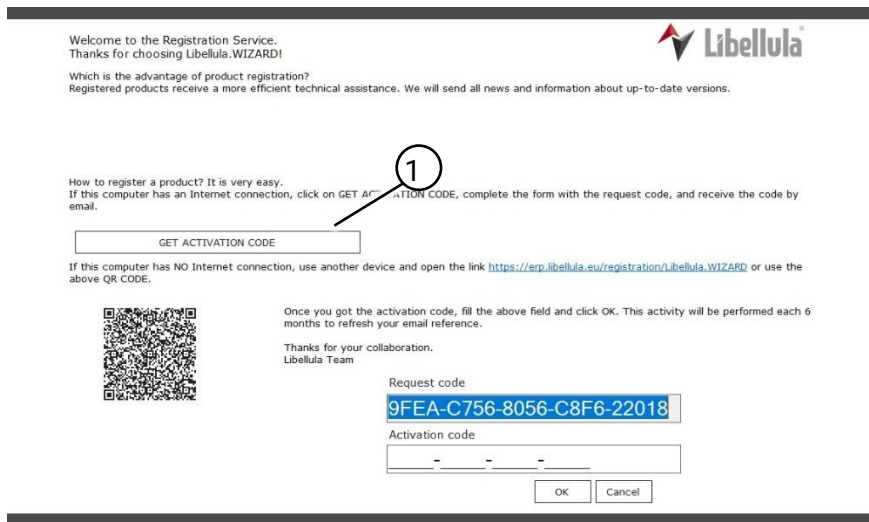 Welcome to the Registration Service.
Thanks for choosing Libellula.WIZARD!
Libellula
Which is the advantage of product registration?
Registered products receive a more efficient technical assistance. We will send all news and information about up-to-date versions.
1
How to register a product? It is very easy.
If this computer has an Internet connection, click on GET ACTIVATION CODE, complete the form with the request code, and receive the code by
email.
GET ACTIVATION CODE
If this computer has NO Internet connection, use another device and open the link https://erp.libellula.eu/registration/Libellula.WIZARD or use the
above QR CODE.
Once you got the activation code, fill the above field and click OK. This activity will be performed each 6
months to refresh your email reference.
Thanks for your collaboration.
Libellula Team
Request code
9FEA-C756-8056-C8F6-22018
Activation code
_____-_____-_____-_____
OK Cancel